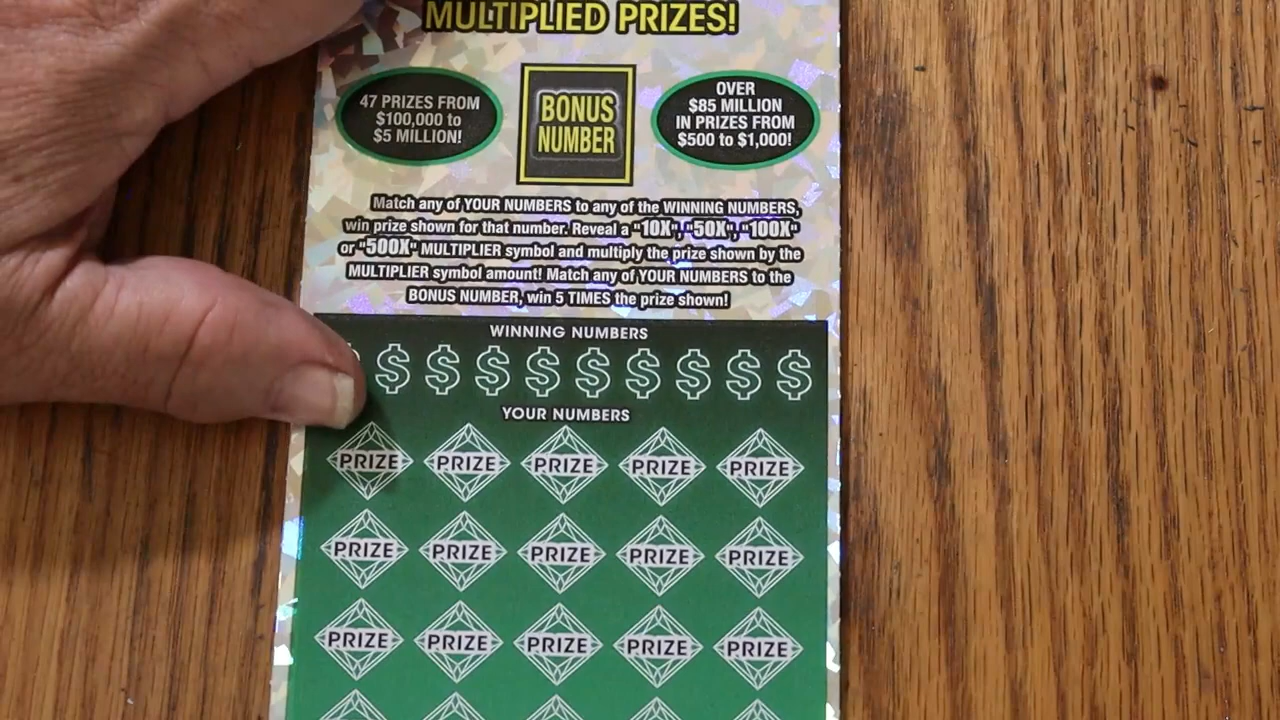 MULTIPLIED PRIZES!
47 PRIZES FROM
$100,000 to
$5 MILLION!
BONUS
NUMBER
OVER
$85 MILLION
IN PRIZES FROM
$500 to $1,000!
Match any of YOUR NUMBERS to any of the WINNING NUMBERS,
win prize shown for that number. Reveal a "10X", "50X", "100X"
or "500X" MULTIPLIER symbol and multiply the prize shown by the
MULTIPLIER symbol amount! Match any of YOUR NUMBERS to the
BONUS NUMBER, win 5 TIMES the prize shown!
WINNING NUMBERS
$ $ $ $ $ $ $ $ $
YOUR NUMBERS
PRIZE PRIZE PRIZE PRIZE PRIZE
PRIZE PRIZE PRIZE PRIZE PRIZE
PRIZE PRIZE PRIZE PRIZE PRIZE